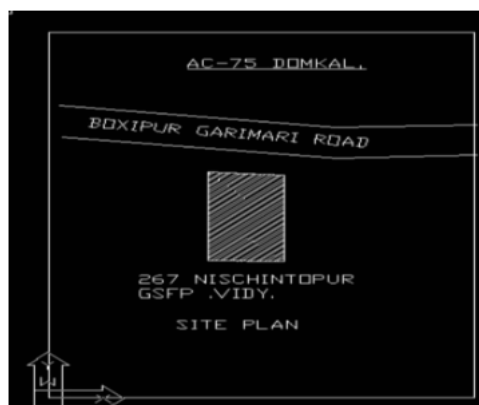 AC-75 DOMKAL.
BOXIPUR GARIMARI ROAD
267 NISCHINTOPUR
GSFP .VIDY.
SITE PLAN
W
X